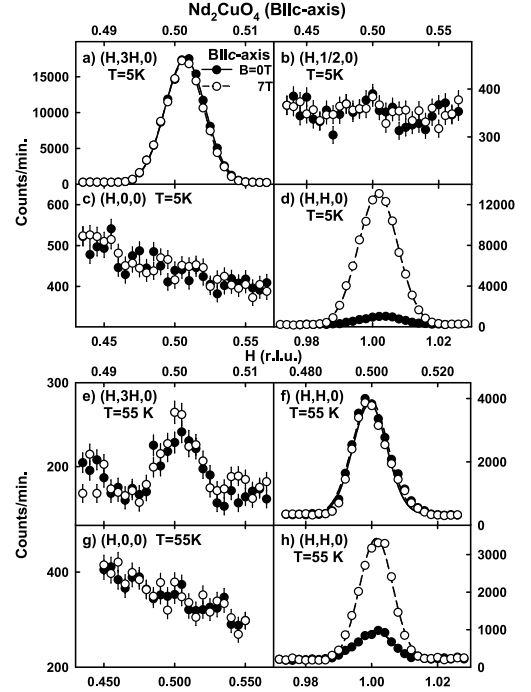 Nd₂CuO₄ (BIIc-axis)
0.49 0.50 0.51 0.45 0.50 0.55
a) (H,3H,0)
T=5K
BIIc-axis
B=0T
7T
b) (H,1/2,0)
T=5K
15000
10000
5000
0
400
300
Counts/min.
c) (H,0,0) T=5K
d) (H,H,0)
T=5K
600
500
400
12000
8000
4000
0
0.45 0.50 0.55 0.98 1.00 1.02
H (r.l.u.)
0.49 0.50 0.51 0.480 0.500 0.520
e) (H,3H,0)
T=55 K
f) (H,H,0)
T=55 K
300
200
4000
2000
0
Counts/min.
g) (H,0,0) T=55K
h) (H,H,0)
T=55 K
400
200
3000
2000
1000
0
0.450 0.500 0.550 0.98 1.00 1.02